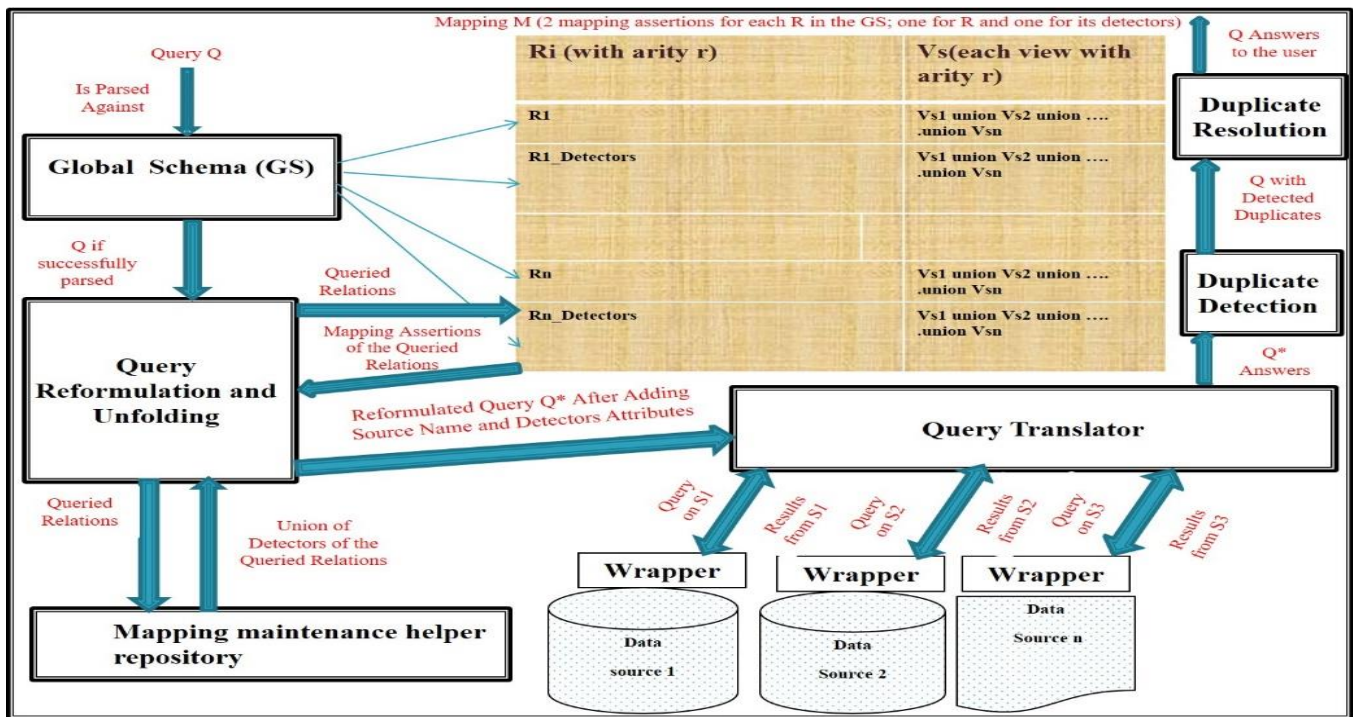 Mapping M (2 mapping assertions for each R in the GS; one for R and one for its detectors)
Query Q
Is Parsed
Against
Global Schema (GS)
Q if
successfully
parsed
Ri (with arity r)
Vs(each view with
arity r)
R1
Vs1 union Vs2 union ….
.union Vsn
R1_Detectors
Vs1 union Vs2 union ….
.union Vsn
Rn
Vs1 union Vs2 union ….
.union Vsn
Rn_Detectors
Vs1 union Vs2 union ….
.union Vsn
Q Answers
to the user
Duplicate
Resolution
Q with
Detected
Duplicates
Duplicate
Detection
Q*
Answers
Queried
Relations
Mapping Assertions
of the Queried
Relations
Query
Reformulation and
Unfolding
Reformulated Query Q* After Adding
Source Name and Detectors Attributes
Query Translator
Queried
Relations
Union of
Detectors of the
Queried Relations
Mapping maintenance helper
repository
Query
on S1
Results
from S1
Query
on S2
Results
from S2
Query
on S3
Results
from S3
Wrapper
Wrapper
Wrapper
Data
source 1
Data
Source 2
Data
Source n